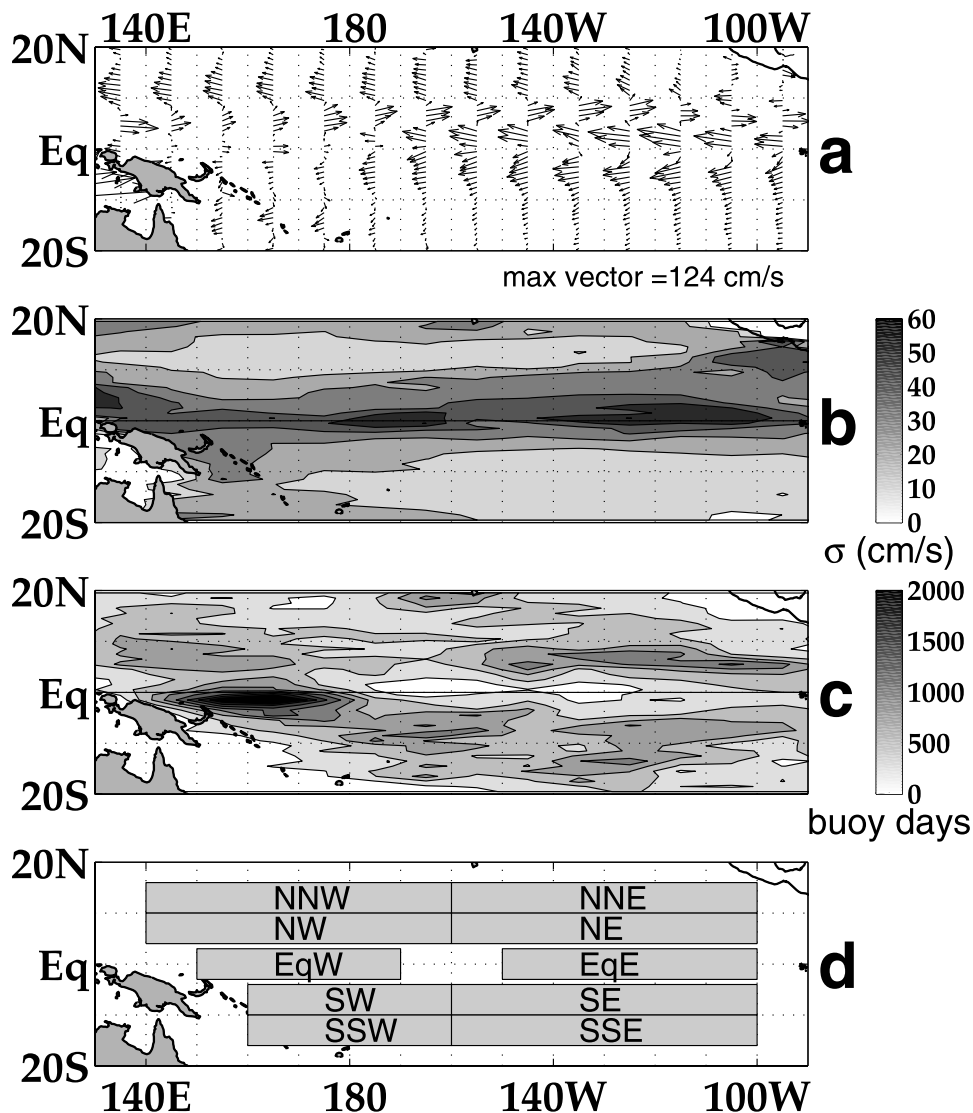 140E 180 140W 100W
20N
Eq
20S
a
max vector =124 cm/s
20N
Eq
20S
b
60
50
40
30
20
10
0
σ (cm/s)
20N
Eq
20S
c
2000
1500
1000
500
0
buoy days
20N
Eq
20S
d
NNW NNE
NW NE
EqW EqE
SW SE
SSW SSE
140E 180 140W 100W